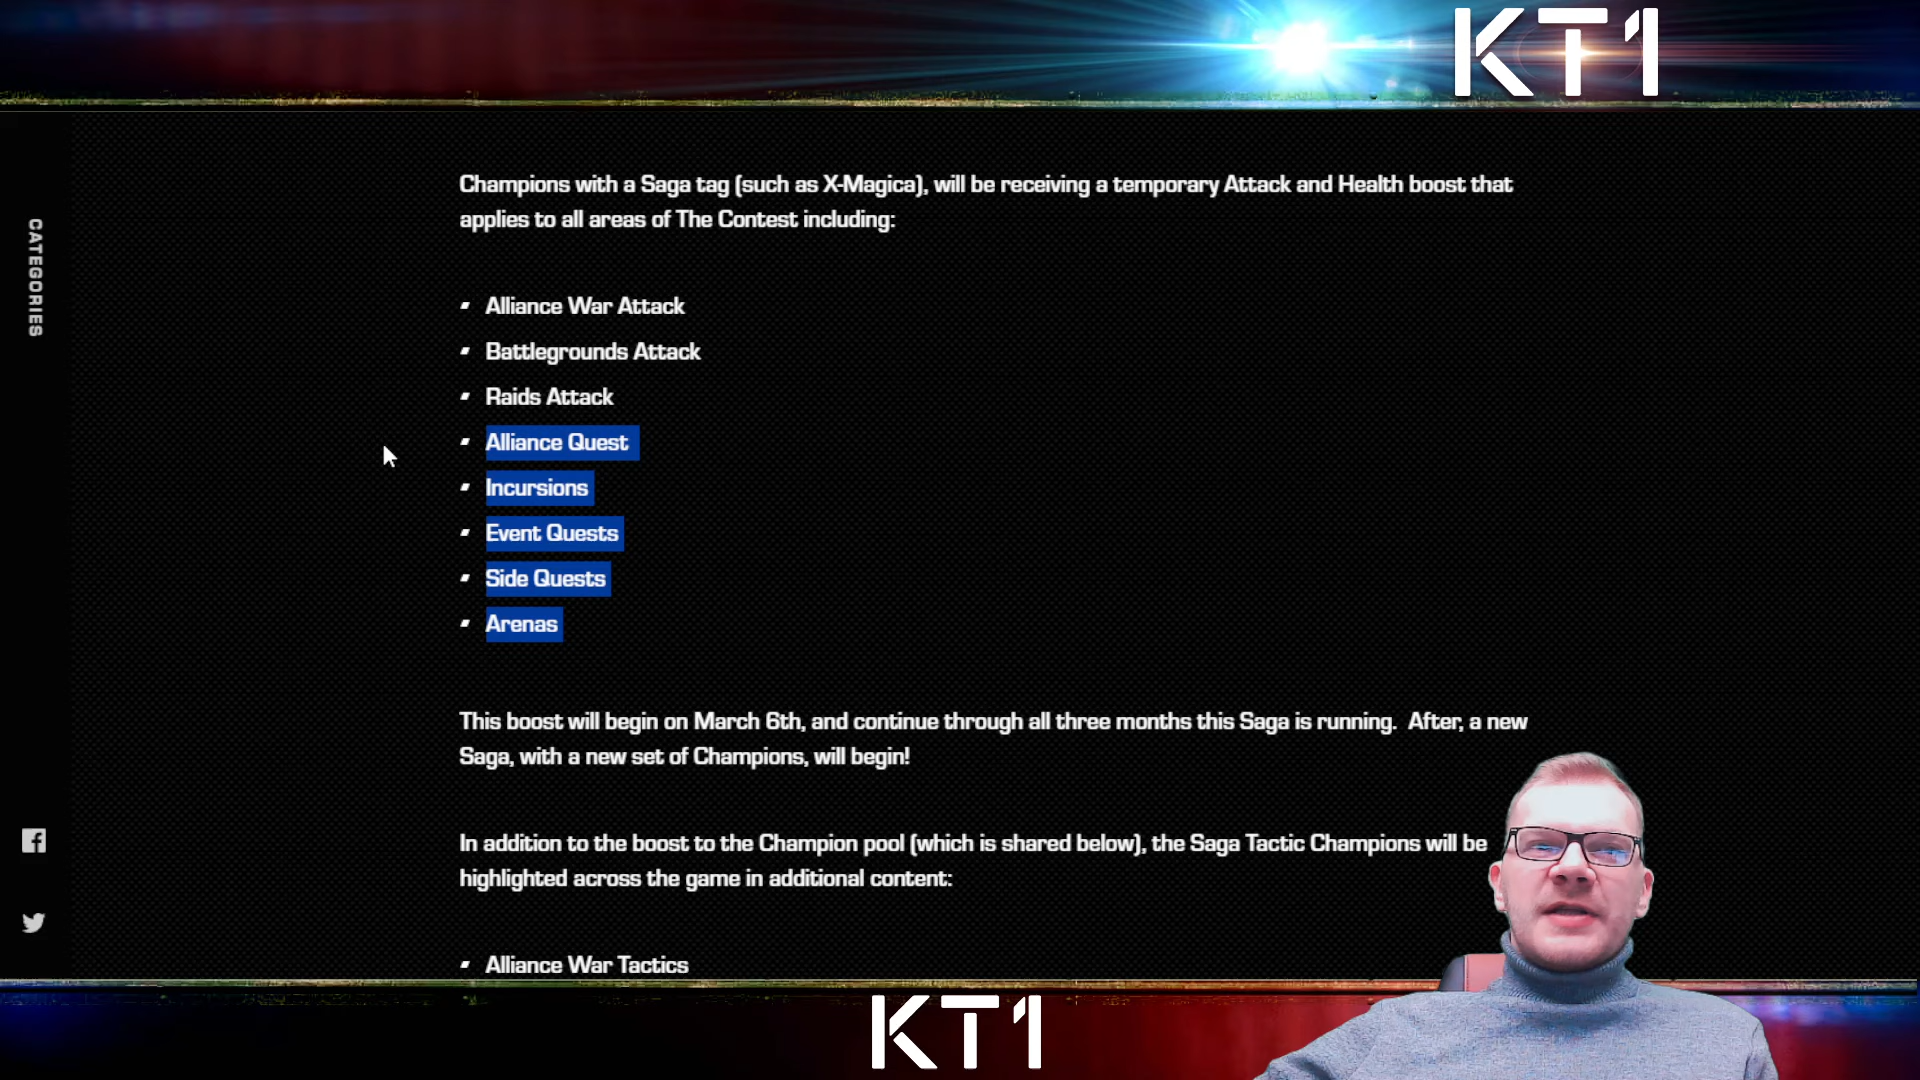 KT1
CATEGORIES
Champions with a Saga tag (such as X-Magica), will be receiving a temporary Attack and Health boost that
applies to all areas of The Contest including:
Alliance War Attack
Battlegrounds Attack
Raids Attack
Alliance Quest
Incursions
Event Quests
Side Quests
Arenas
This boost will begin on March 6th, and continue through all three months this Saga is running. After, a new
Saga, with a new set of Champions, will begin!
In addition to the boost to the Champion pool (which is shared below), the Saga Tactic Champions will be
highlighted across the game in additional content:
Alliance War Tactics
KT1